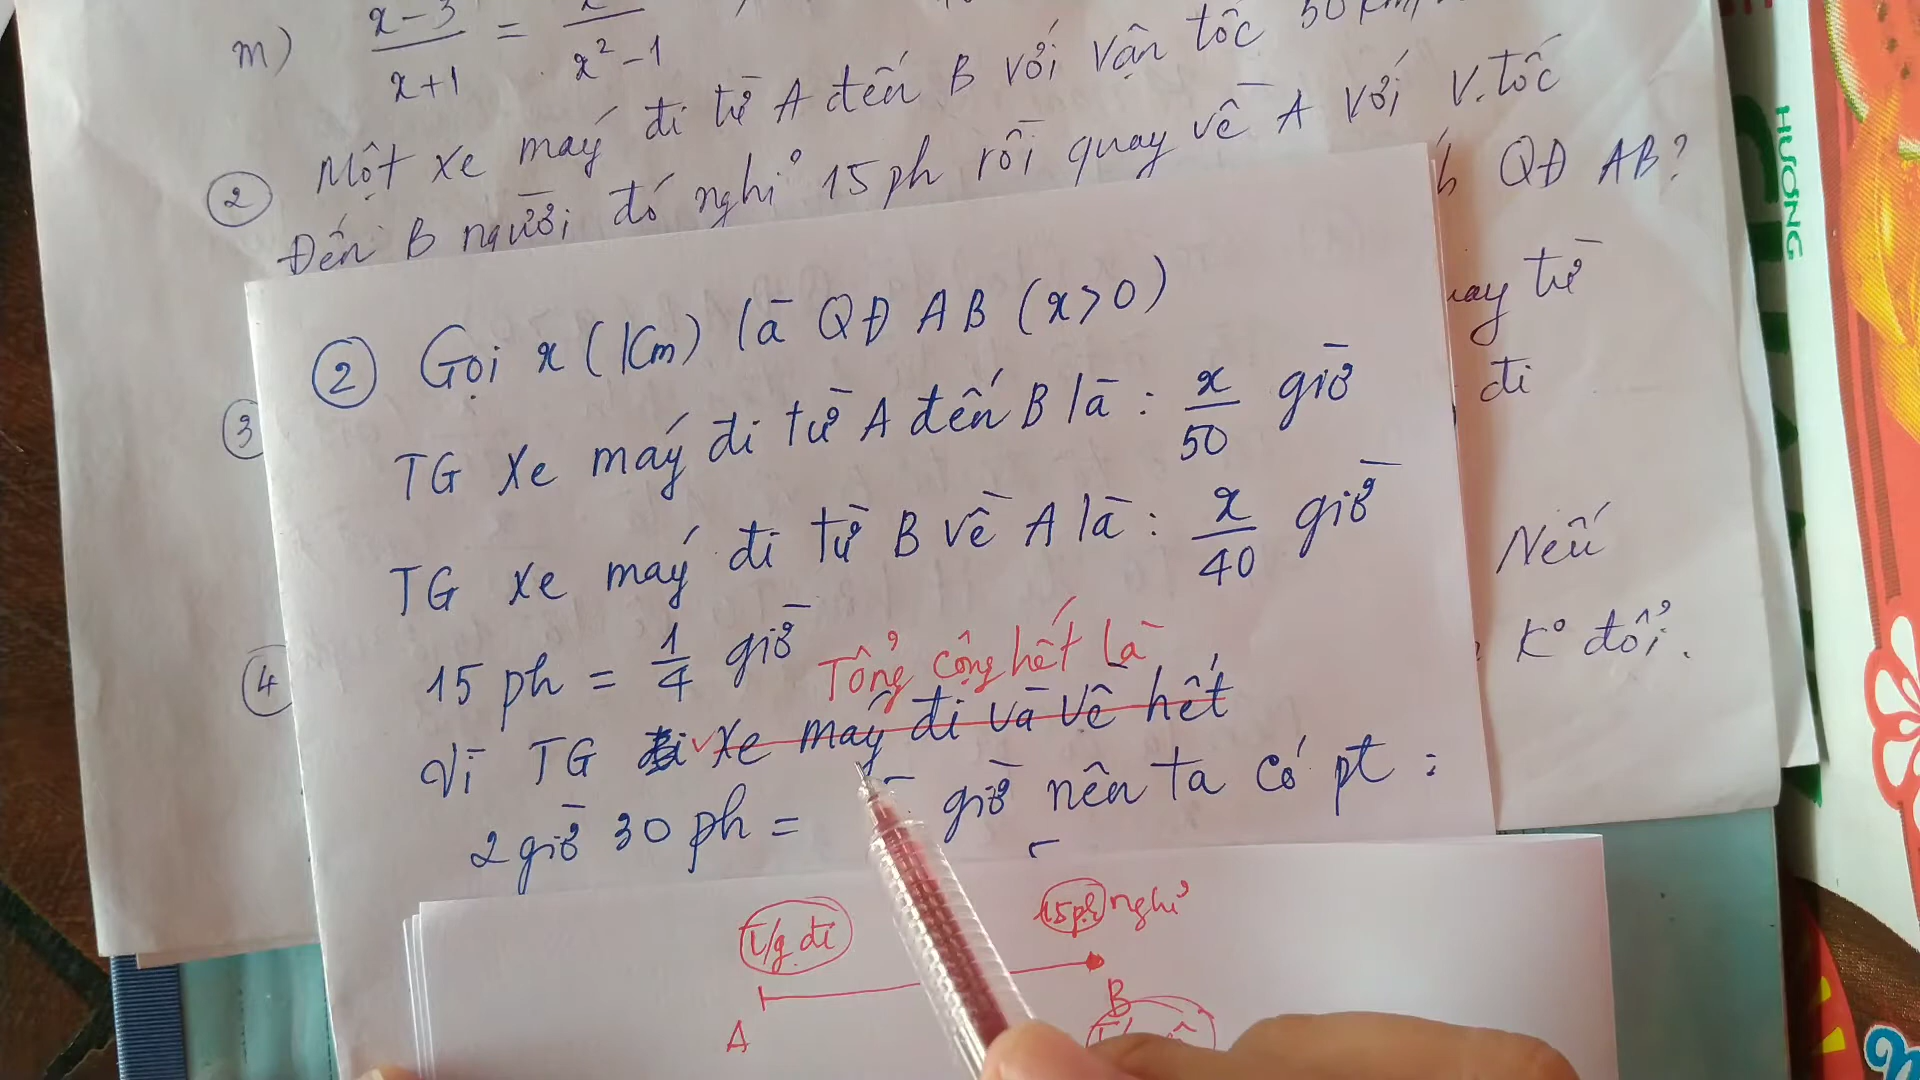 m) x-3/x+1 = /x²-1
② Một xe máy đi từ A đến B với vận tốc 50 km/
Đến B người đó nghỉ 15ph rồi quay về A với v.tốc
QĐ AB?
③
từ
đi
④
Nếu
K° đổi.
② Gọi x (Km) là QĐ AB (x>0)
TG xe máy đi từ A đến B là: x/50 giờ
TG xe máy đi từ B về A là: x/40 giờ
15 ph = 1/4 giờ
Tổng cộng hết là
Vì TG xe máy đi và về hết
2 giờ 30 ph = giờ nên ta có pt :
t/g đi
15ph nghỉ
A
B
HƯƠNG